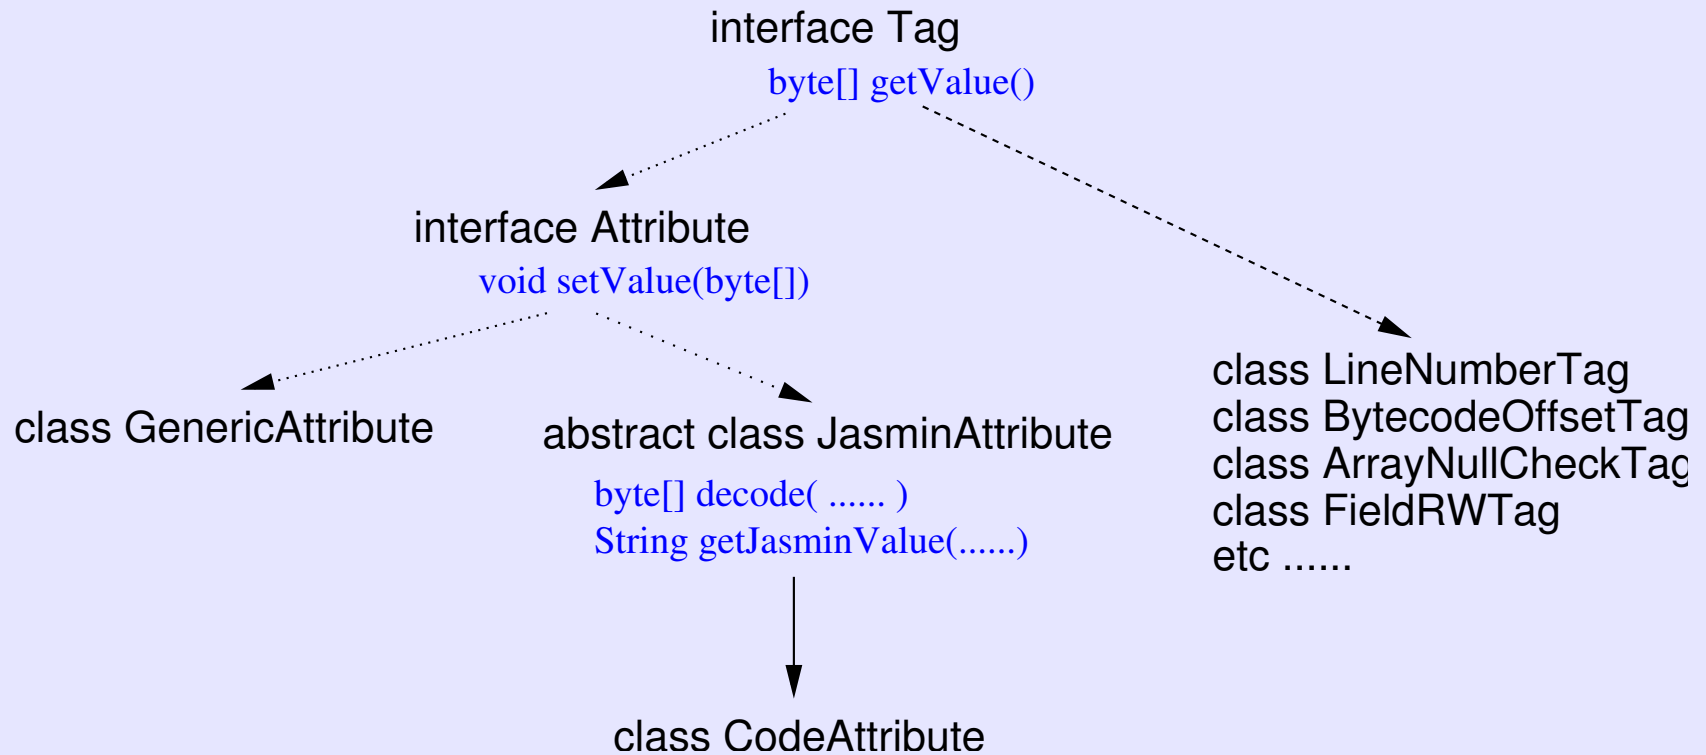 interface Tag
byte[] getValue()
interface Attribute
void setValue(byte[])
class GenericAttribute
abstract class JasminAttribute
byte[] decode( ...... )
String getJasminValue(......)
class CodeAttribute
class LineNumberTag
class BytecodeOffsetTag
class ArrayNullCheckTag
class FieldRWTag
etc ......